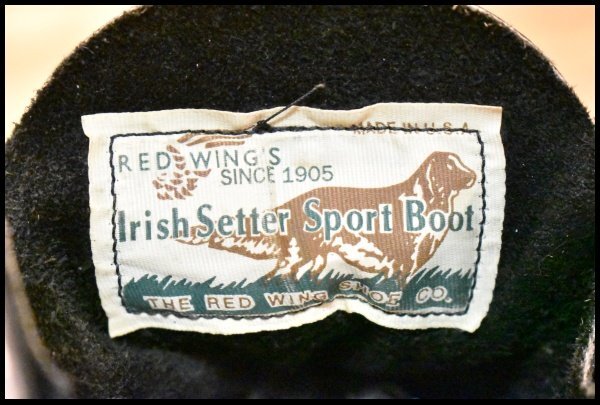 MADE IN U.S.A
RED WING'S
SINCE 1905
Irish Setter Sport Boot
THE RED WING SHOE CO.